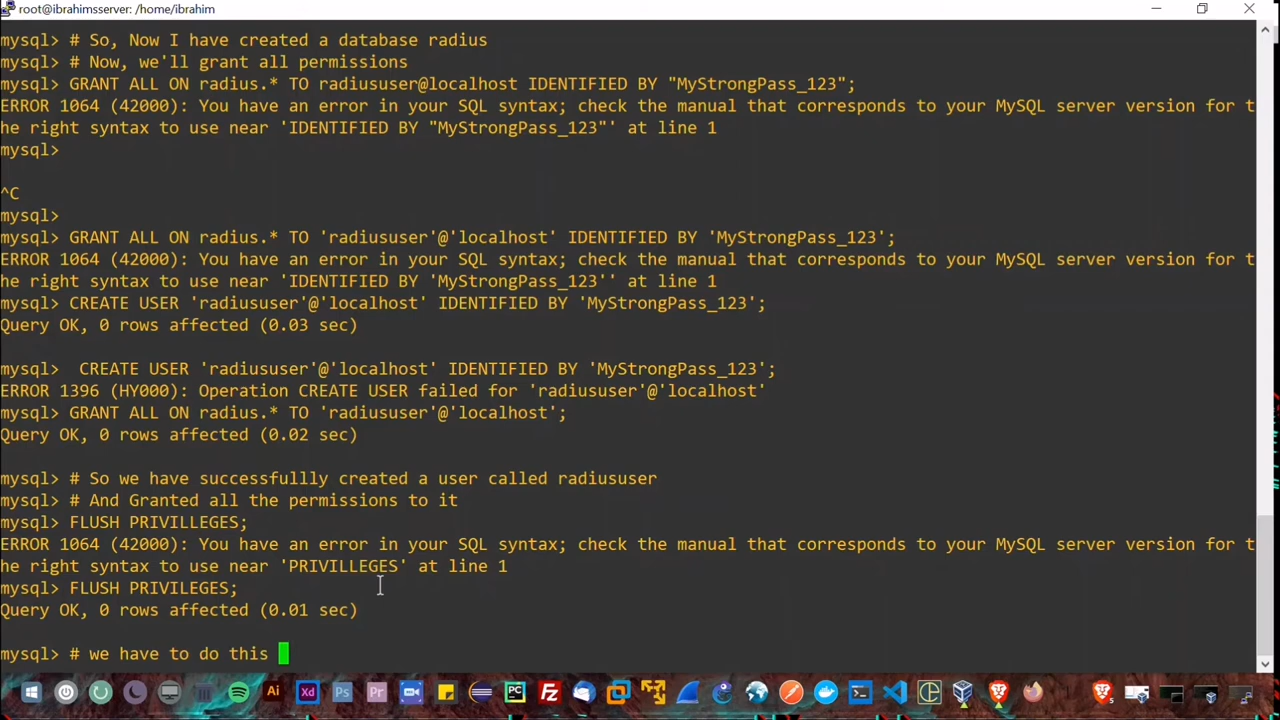 root@ibrahimsserver: /home/ibrahim
mysql> # So, Now I have created a database radius
mysql> # Now, we'll grant all permissions
mysql> GRANT ALL ON radius.* TO radiususer@localhost IDENTIFIED BY "MyStrongPass_123";
ERROR 1064 (42000): You have an error in your SQL syntax; check the manual that corresponds to your MySQL server version for t
he right syntax to use near 'IDENTIFIED BY "MyStrongPass_123"' at line 1
mysql>
^C
mysql>
mysql> GRANT ALL ON radius.* TO 'radiususer'@'localhost' IDENTIFIED BY 'MyStrongPass_123';
ERROR 1064 (42000): You have an error in your SQL syntax; check the manual that corresponds to your MySQL server version for t
he right syntax to use near 'IDENTIFIED BY 'MyStrongPass_123'' at line 1
mysql> CREATE USER 'radiususer'@'localhost' IDENTIFIED BY 'MyStrongPass_123';
Query OK, 0 rows affected (0.03 sec)
mysql>  CREATE USER 'radiususer'@'localhost' IDENTIFIED BY 'MyStrongPass_123';
ERROR 1396 (HY000): Operation CREATE USER failed for 'radiususer'@'localhost'
mysql> GRANT ALL ON radius.* TO 'radiususer'@'localhost';
Query OK, 0 rows affected (0.02 sec)
mysql> # So we have successfullly created a user called radiususer
mysql> # And Granted all the permissions to it
mysql> FLUSH PRIVILLEGES;
ERROR 1064 (42000): You have an error in your SQL syntax; check the manual that corresponds to your MySQL server version for t
he right syntax to use near 'PRIVILLEGES' at line 1
mysql> FLUSH PRIVILEGES;
Query OK, 0 rows affected (0.01 sec)
mysql> # we have to do this
Ai Xd Ps Pr PC FZ